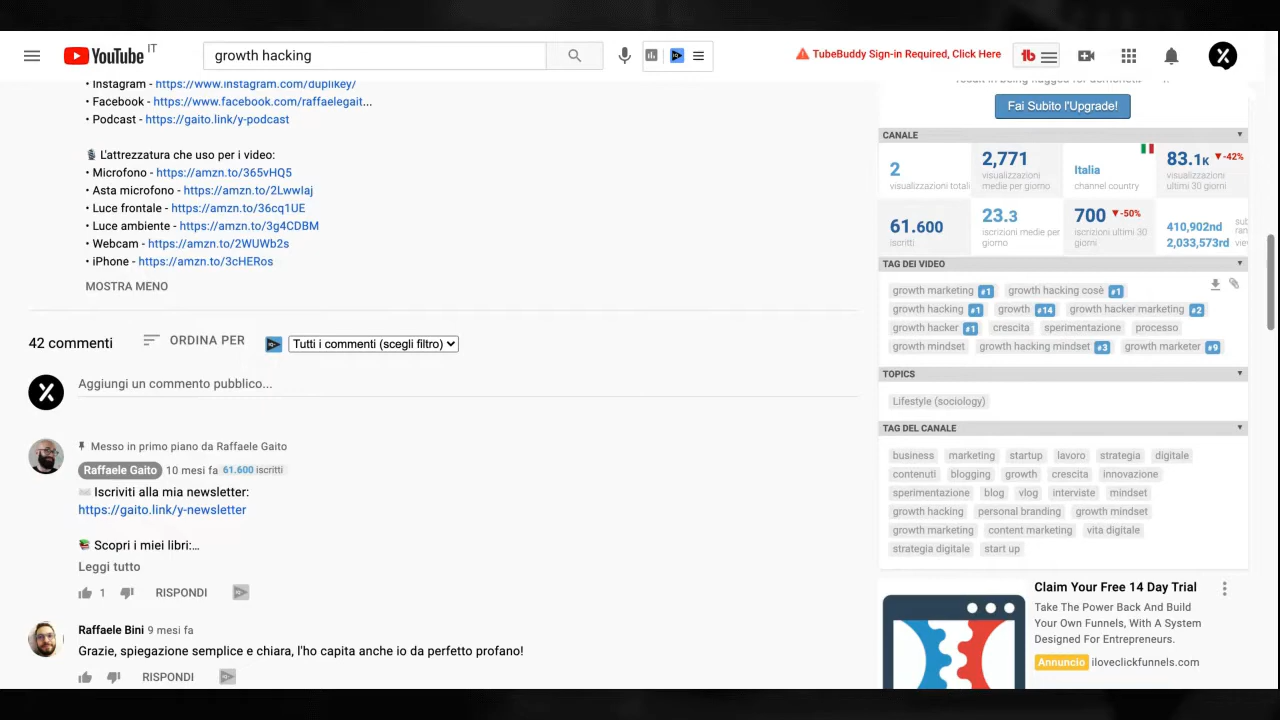 YouTube IT
growth hacking
TubeBuddy Sign-in Required, Click Here
tb
• Instagram - https://www.instagram.com/duplikey/
• Facebook - https://www.facebook.com/raffaelegait...
• Podcast - https://gaito.link/y-podcast
L'attrezzatura che uso per i video:
• Microfono - https://amzn.to/365vHQ5
• Asta microfono - https://amzn.to/2LwwIaj
• Luce frontale - https://amzn.to/36cq1UE
• Luce ambiente - https://amzn.to/3g4CDBM
• Webcam - https://amzn.to/2WUWb2s
• iPhone - https://amzn.to/3cHERos
MOSTRA MENO
42 commenti
ORDINA PER
Tutti i commenti (scegli filtro)
Aggiungi un commento pubblico...
Messo in primo piano da Raffaele Gaito
Raffaele Gaito 10 mesi fa 61.600 iscritti
Iscriviti alla mia newsletter:
https://gaito.link/y-newsletter
Scopri i miei libri:...
Leggi tutto
1 RISPONDI
Raffaele Bini 9 mesi fa
Grazie, spiegazione semplice e chiara, l'ho capita anche io da perfetto profano!
RISPONDI
result in being flagged for
Fai Subito l'Upgrade!
CANALE
2
visualizzazioni totali
2,771
visualizzazioni medie per giorno
Italia
channel country
83.1K -42%
visualizzazioni ultimi 30 giorni
61.600
iscritti
23.3
iscrizioni medie per giorno
700 -50%
iscrizioni ultimi 30 giorni
410,902nd
2,033,573rd
TAG DEI VIDEO
growth marketing #1 growth hacking cosè #1
growth hacking #1 growth #14 growth hacker marketing #2
growth hacker #1 crescita sperimentazione processo
growth mindset growth hacking mindset #3 growth marketer #9
TOPICS
Lifestyle (sociology)
TAG DEL CANALE
business marketing startup lavoro strategia digitale
contenuti blogging growth crescita innovazione
sperimentazione blog vlog interviste mindset
growth hacking personal branding growth mindset
growth marketing content marketing vita digitale
strategia digitale start up
Claim Your Free 14 Day Trial
Take The Power Back And Build
Your Own Funnels, With A System
Designed For Entrepreneurs.
Annuncio iloveclickfunnels.com